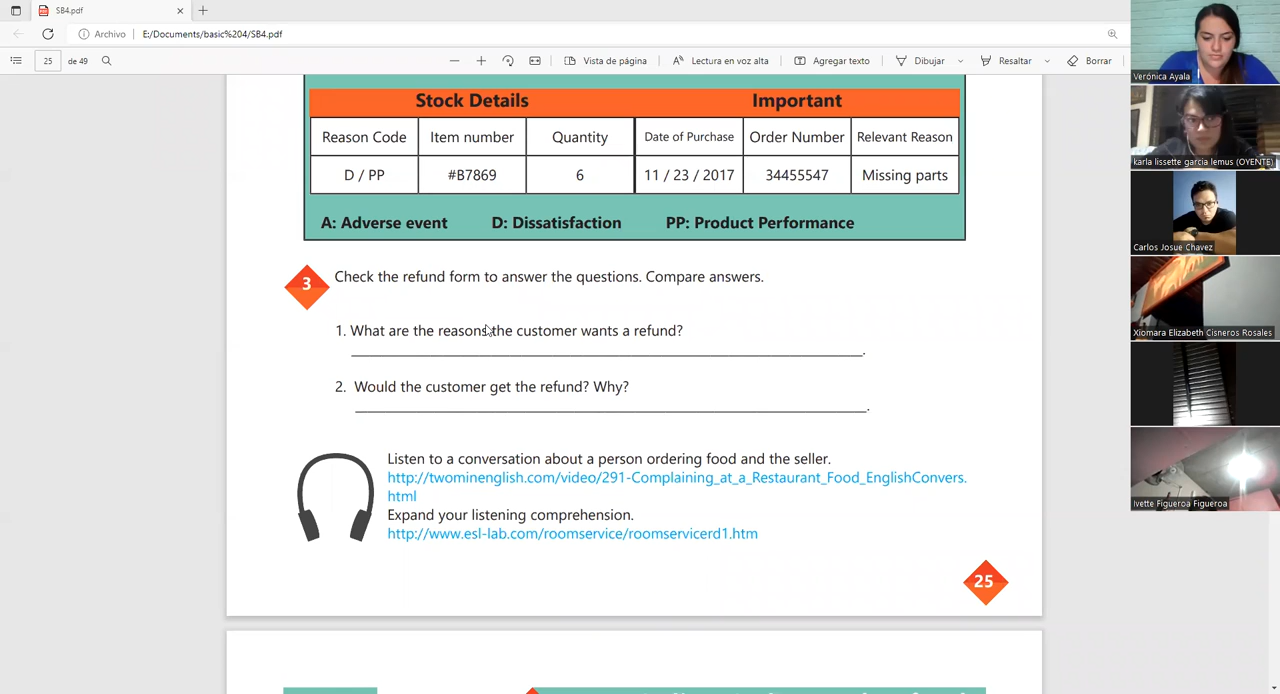 SB4.pdf
Archivo
E:/Documents/basic%204/SB4.pdf
25
de 49
Vista de página
Lectura en voz alta
Agregar texto
Dibujar
Resaltar
Borrar
Stock Details
Important
Reason Code
Item number
Quantity
Date of Purchase
Order Number
Relevant Reason
D / PP
#B7869
6
11 / 23 / 2017
34455547
Missing parts
A: Adverse event
D: Dissatisfaction
PP: Product Performance
3
Check the refund form to answer the questions. Compare answers.
1. What are the reasons the customer wants a refund?
2. Would the customer get the refund? Why?
Listen to a conversation about a person ordering food and the seller.
http://twominenglish.com/video/291-Complaining_at_a_Restaurant_Food_EnglishConvers.
html
Expand your listening comprehension.
http://www.esl-lab.com/roomservice/roomservicerd1.htm
25
Verónica Ayala
karla lissette garcia lemus (OYENTE)
Carlos Josue Chavez
Xiomara Elizabeth Cisneros Rosales
Ivette Figueroa Figueroa